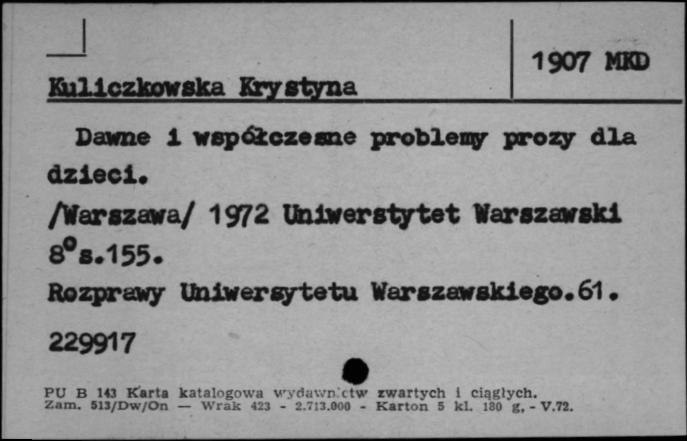 1907 MKD
Kuliczkowska Krystyna
Dawne i współczesne problemy prozy dla
dzieci.
/Warszawa/ 1972 Uniwerstytet Warszawski
8° s.155.
Rozprawy Uniwersytetu Warszawskiego.61.
229917
PU B 143 Karta katalogowa wydawnictw zwartych i ciągłych.
Zam. 513/Dw/On — Wrak 423 - 2.713.000 - Karton 5 kl. 180 g, - V.72.